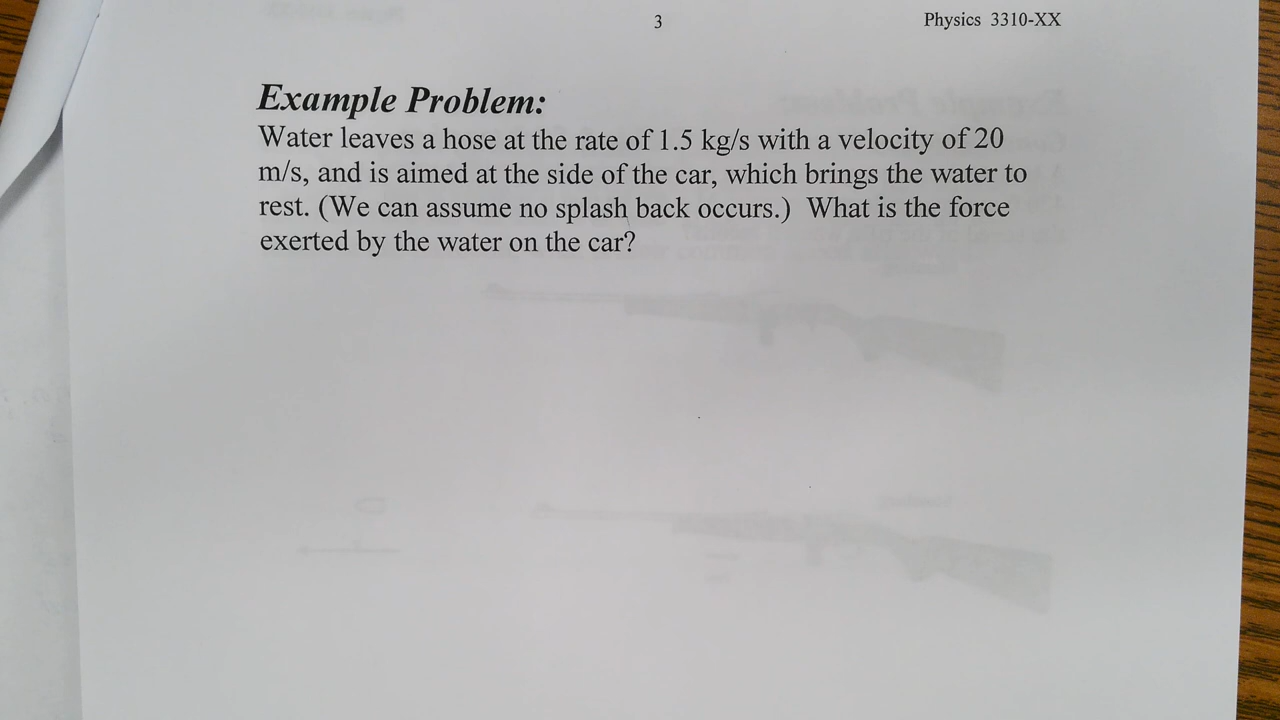 3
Physics 3310-XX
Example Problem:
Water leaves a hose at the rate of 1.5 kg/s with a velocity of 20
m/s, and is aimed at the side of the car, which brings the water to
rest. (We can assume no splash back occurs.) What is the force
exerted by the water on the car?